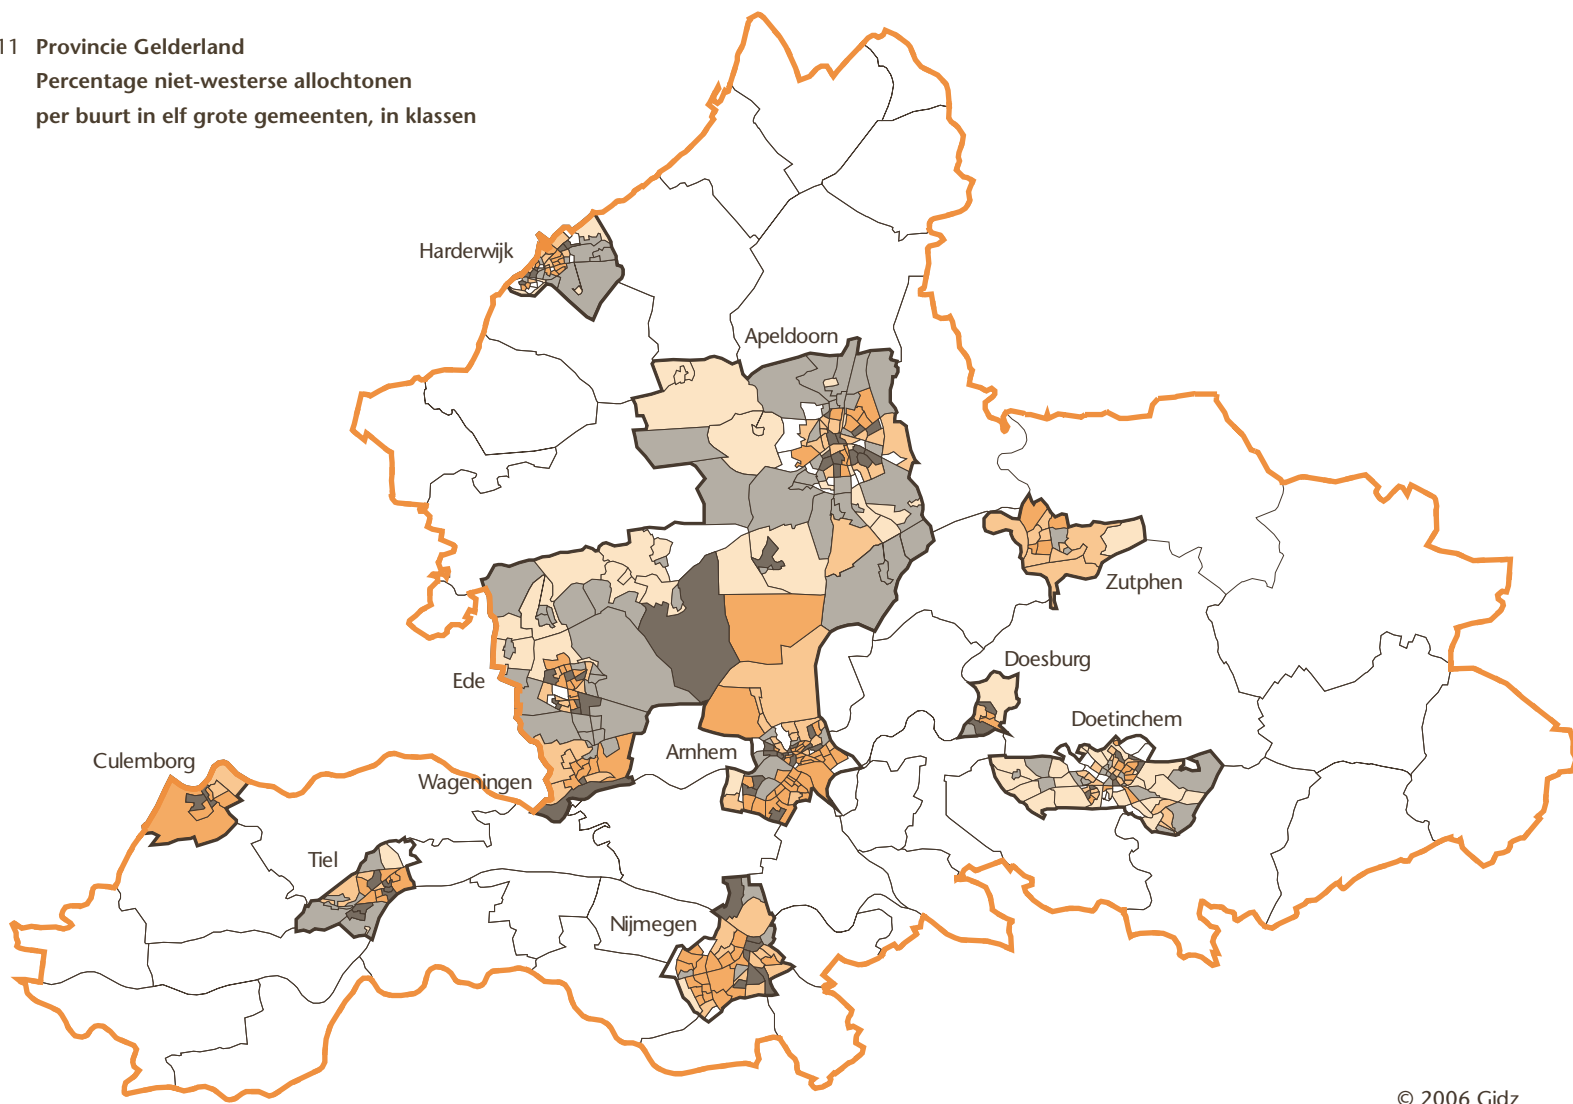 11 Provincie Gelderland
Percentage niet-westerse allochtonen
per buurt in elf grote gemeenten, in klassen
Harderwijk
Apeldoorn
Zutphen
Ede
Doesburg
Doetinchem
Arnhem
Culemborg
Wageningen
Tiel
Nijmegen
© 2006 Gidz